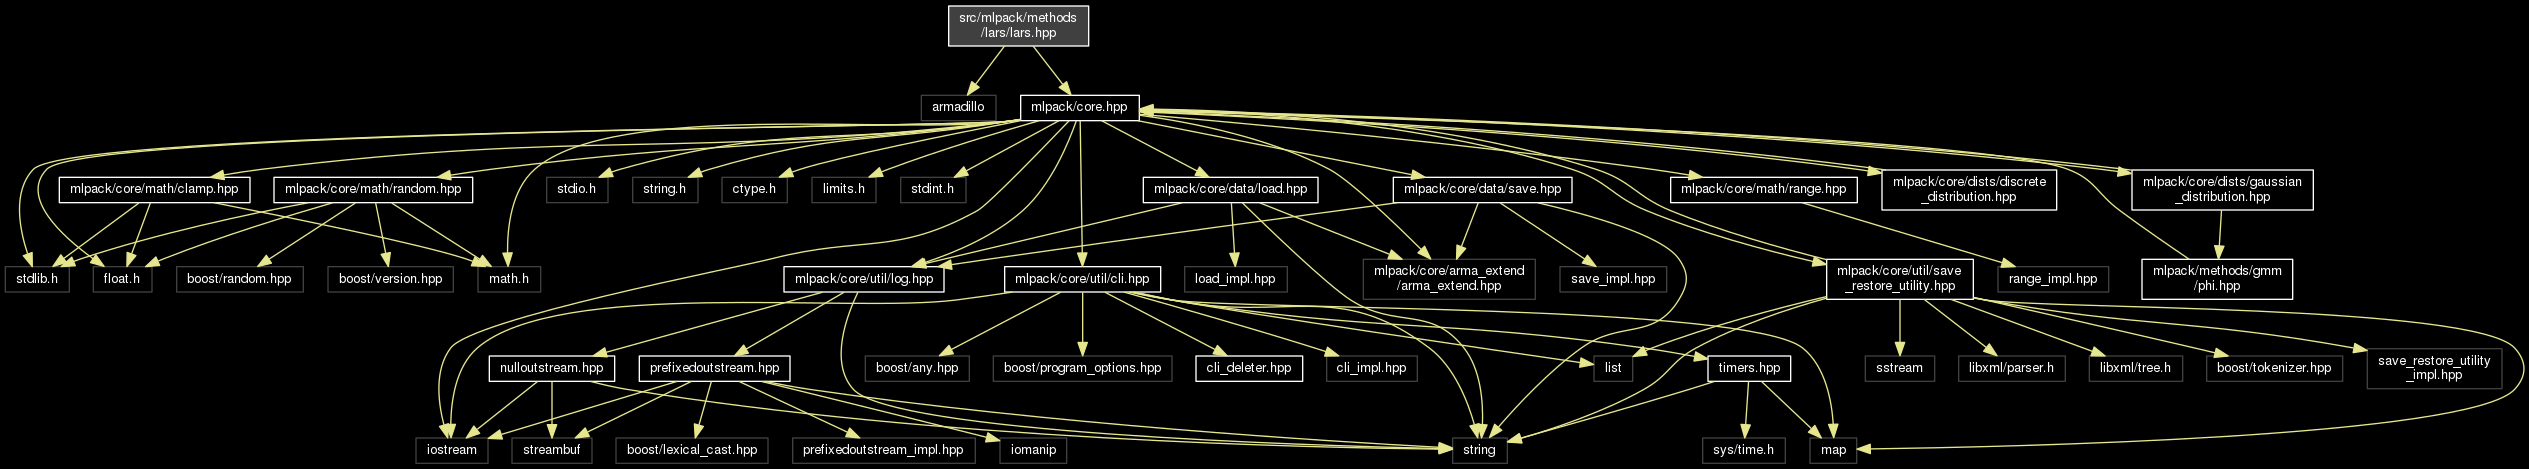 src/mlpack/methods
/lars/lars.hpp
armadillo
mlpack/core.hpp
mlpack/core/math/clamp.hpp
mlpack/core/math/random.hpp
stdio.h
string.h
ctype.h
limits.h
stdint.h
mlpack/core/data/load.hpp
mlpack/core/data/save.hpp
mlpack/core/math/range.hpp
mlpack/core/dists/discrete
_distribution.hpp
mlpack/core/dists/gaussian
_distribution.hpp
stdlib.h
float.h
boost/random.hpp
boost/version.hpp
math.h
mlpack/core/util/log.hpp
mlpack/core/util/cli.hpp
load_impl.hpp
mlpack/core/arma_extend
/arma_extend.hpp
save_impl.hpp
mlpack/core/util/save
_restore_utility.hpp
range_impl.hpp
mlpack/methods/gmm
/phi.hpp
nulloutstream.hpp
prefixedoutstream.hpp
boost/any.hpp
boost/program_options.hpp
cli_deleter.hpp
cli_impl.hpp
list
timers.hpp
sstream
libxml/parser.h
libxml/tree.h
boost/tokenizer.hpp
save_restore_utility
_impl.hpp
iostream
streambuf
boost/lexical_cast.hpp
prefixedoutstream_impl.hpp
iomanip
string
sys/time.h
map